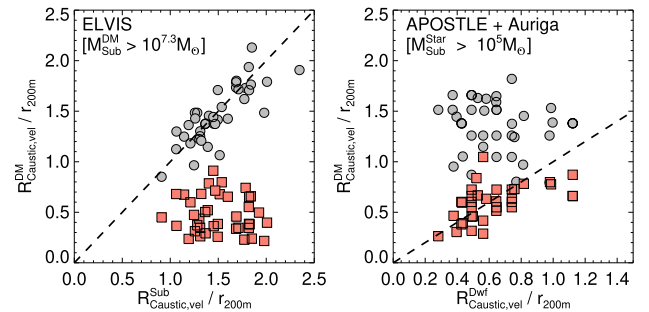 ELVIS
[M^DM_Sub > 10^7.3 M_⊙]
2.5
2.0
1.5
1.0
0.5
0.0
0.0 0.5 1.0 1.5 2.0 2.5
R^DM_Caustic,vel / r_200m
R^Sub_Caustic,vel / r_200m
APOSTLE + Auriga
[M^Star_Sub > 10^5 M_⊙]
2.5
2.0
1.5
1.0
0.5
0.0
0.0 0.2 0.4 0.6 0.8 1.0 1.2 1.4
R^DM_Caustic,vel / r_200m
R^Dwf_Caustic,vel / r_200m